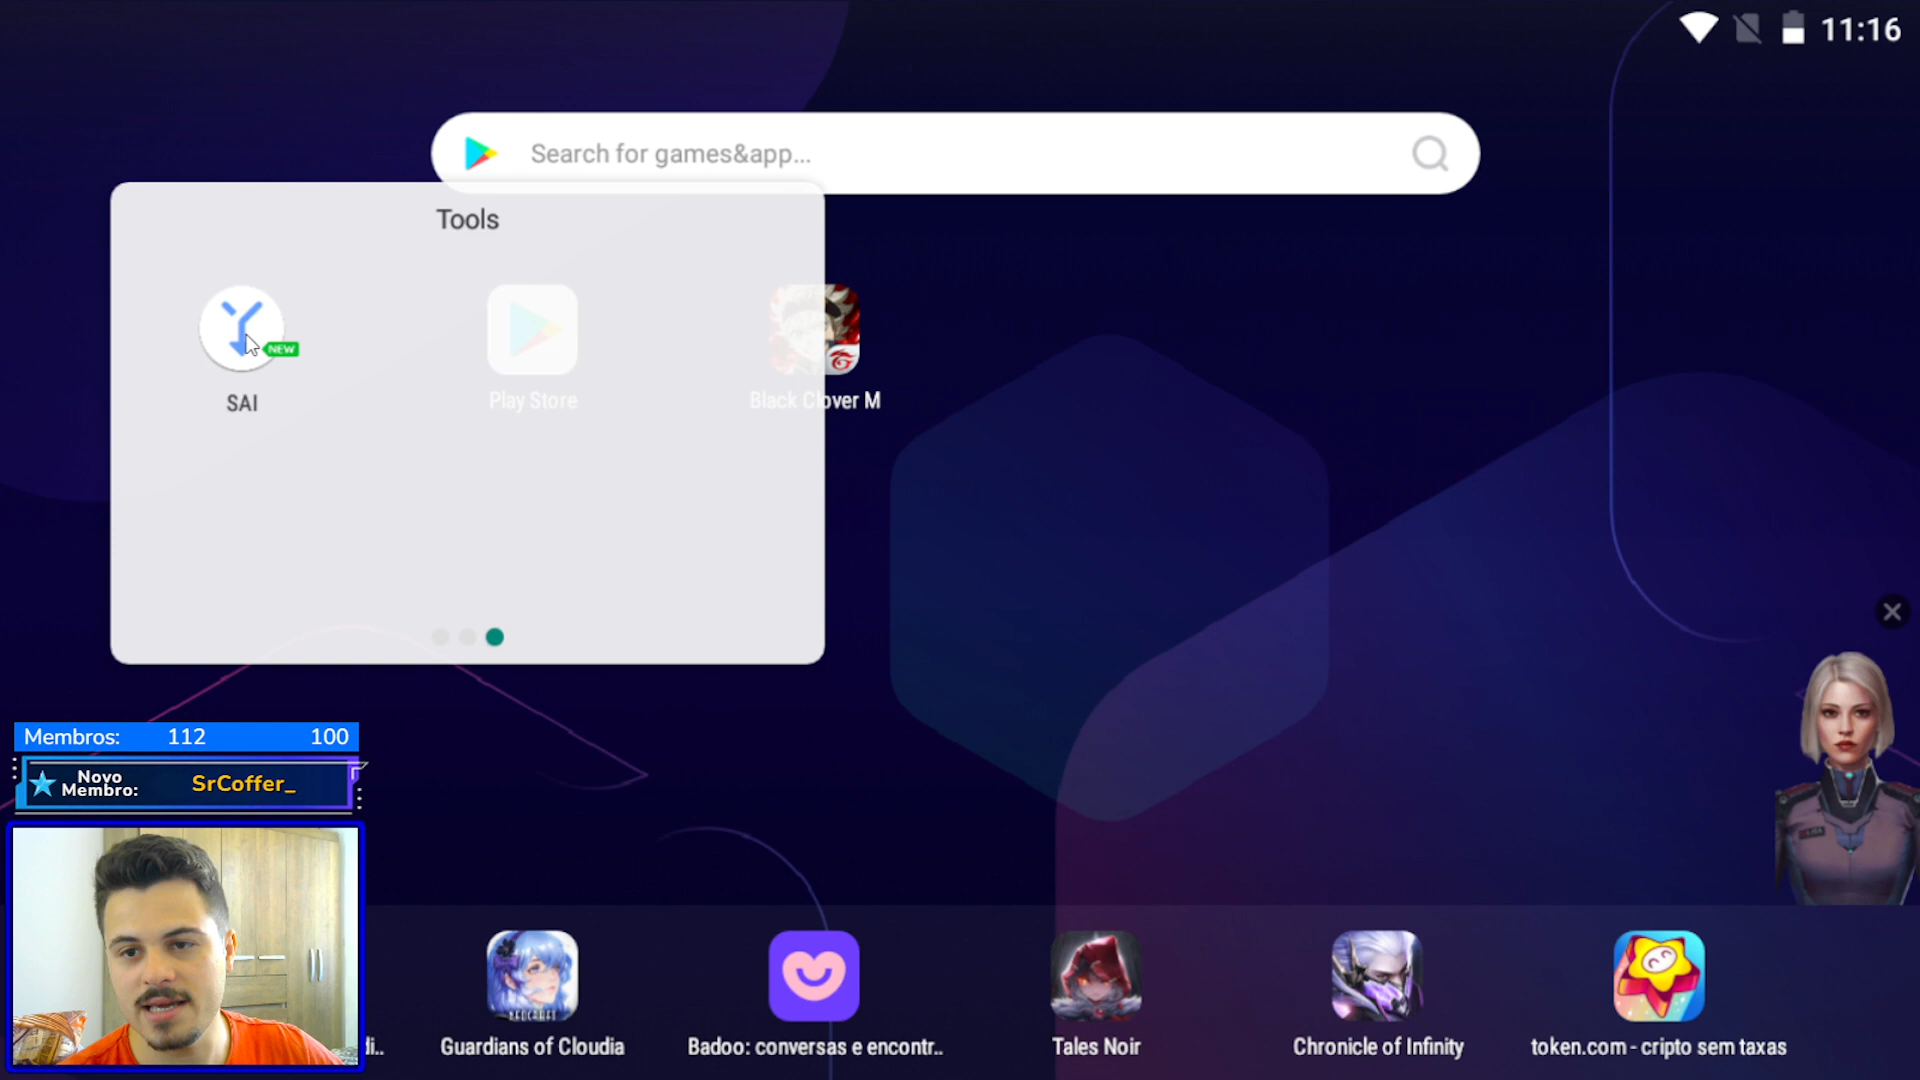 11:16
Search for games&app...
Tools
NEW
SAI
Play Store
Black Clover M
Membros: 112 100
Novo
Membro:
SrCoffer_
di..
Guardians of Cloudia
Badoo: conversas e encontr..
Tales Noir
Chronicle of Infinity
token.com - cripto sem taxas